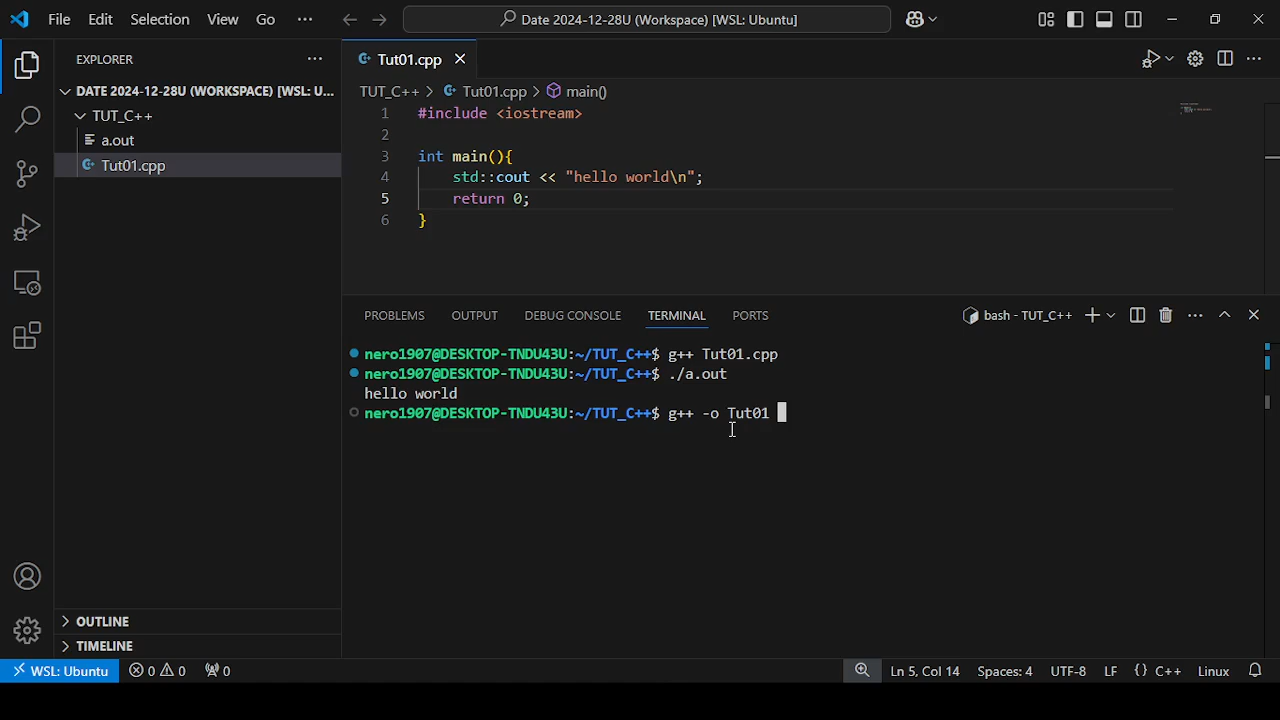 File Edit Selection View Go ··· Date 2024-12-28U (Workspace) [WSL: Ubuntu]
EXPLORER ···
DATE 2024-12-28U (WORKSPACE) [WSL: U...
TUT_C++
a.out
Tut01.cpp
Tut01.cpp
TUT_C++ > Tut01.cpp > main()
1 #include <iostream>
2
3 int main(){
4 std::cout << "hello world\n";
5 return 0;
6 }
PROBLEMS OUTPUT DEBUG CONSOLE TERMINAL PORTS bash - TUT_C++
nero1907@DESKTOP-TNDU43U:~/TUT_C++$ g++ Tut01.cpp
nero1907@DESKTOP-TNDU43U:~/TUT_C++$ ./a.out
hello world
nero1907@DESKTOP-TNDU43U:~/TUT_C++$ g++ -o Tut01
OUTLINE
TIMELINE
WSL: Ubuntu 0 0 0 Ln 5, Col 14 Spaces: 4 UTF-8 LF {} C++ Linux